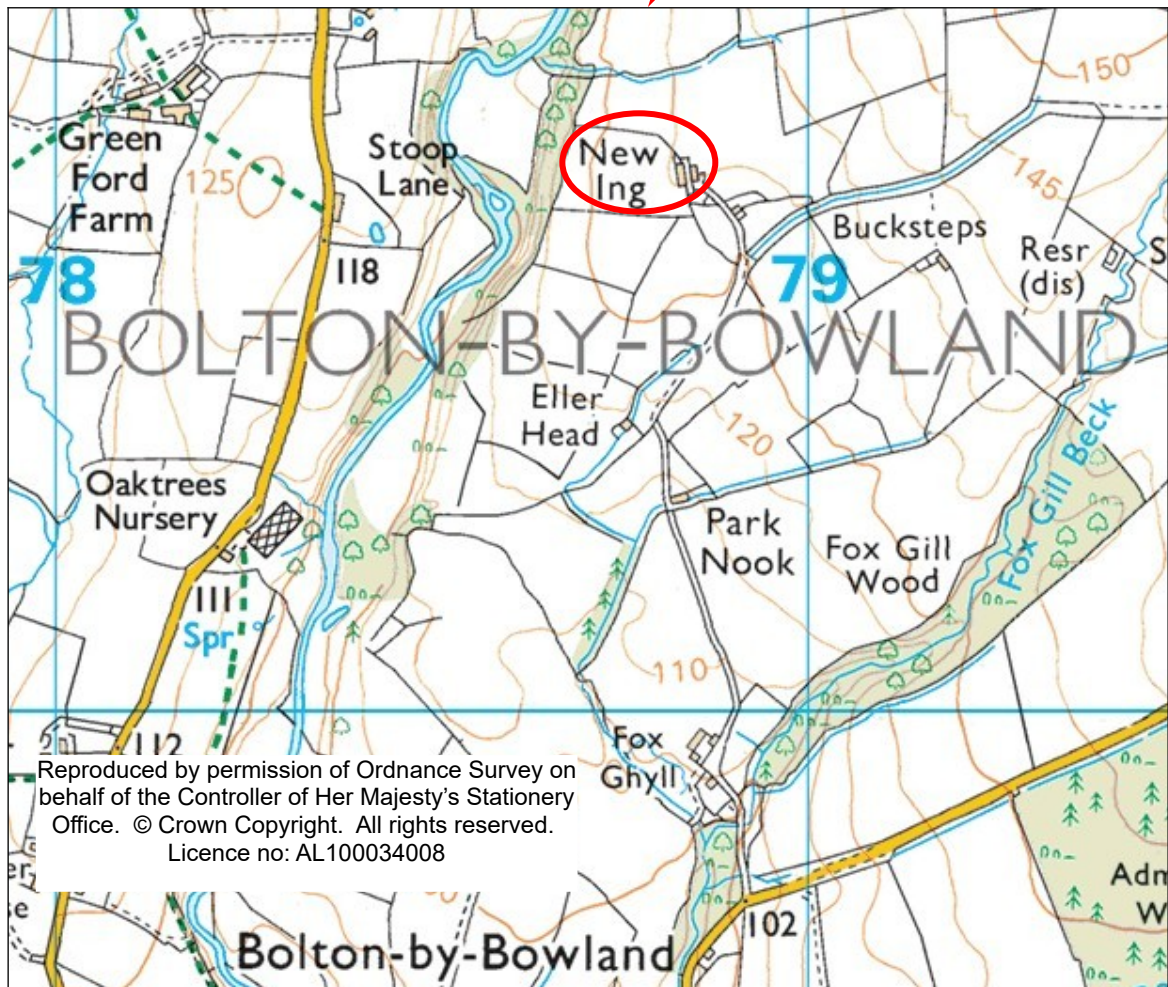 150
Green
Ford
Farm
125
Stoop
Lane
New
Ing
145
Bucksteps
Resr
(dis)
S
78
118
79
BOLTON-BY-BOWLAND
Eller
Head
120
Oaktrees
Nursery
Park
Nook
Fox Gill
Wood
Fox Gill Beck
111
Spr
110
112
Fox
Ghyll
Reproduced by permission of Ordnance Survey on
behalf of the Controller of Her Majesty's Stationery
Office. © Crown Copyright. All rights reserved.
Licence no: AL100034008
er
se
Adm
W
102
Bolton-by-Bowland